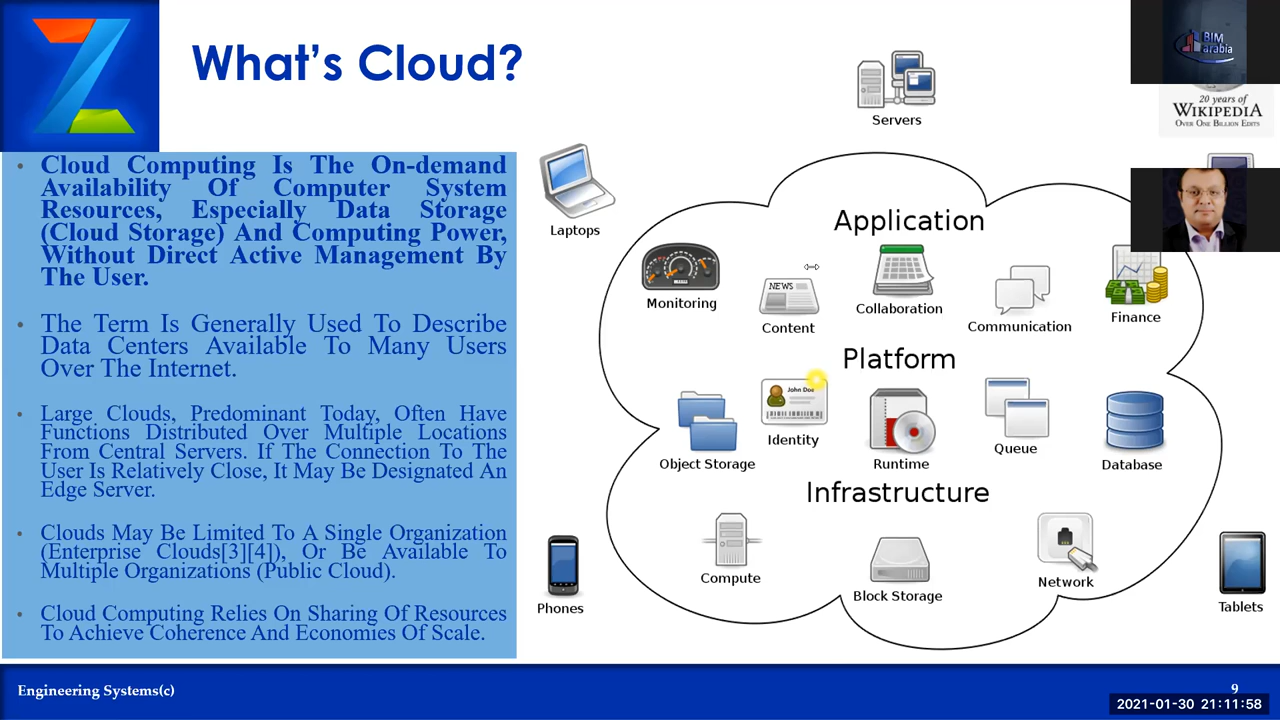 What's Cloud?
• Cloud Computing Is The On-demand
Availability Of Computer System
Resources, Especially Data Storage
(Cloud Storage) And Computing Power,
Without Direct Active Management By
The User.
• The Term Is Generally Used To Describe
Data Centers Available To Many Users
Over The Internet.
• Large Clouds, Predominant Today, Often Have
Functions Distributed Over Multiple Locations
From Central Servers. If The Connection To The
User Is Relatively Close, It May Be Designated An
Edge Server.
• Clouds May Be Limited To A Single Organization
(Enterprise Clouds[3][4]), Or Be Available To
Multiple Organizations (Public Cloud).
• Cloud Computing Relies On Sharing Of Resources
To Achieve Coherence And Economies Of Scale.
Servers
Laptops
Application
Monitoring
NEWS
Content
Collaboration
Communication
Finance
Platform
Object Storage
John Doe
Identity
Runtime
Queue
Database
Infrastructure
Compute
Block Storage
Network
Phones
Tablets
BIM
arabia
20 years of
WIKIPEDIA
OVER ONE BILLION EDITS
Engineering Systems(c)
9
2021-01-30 21:11:58